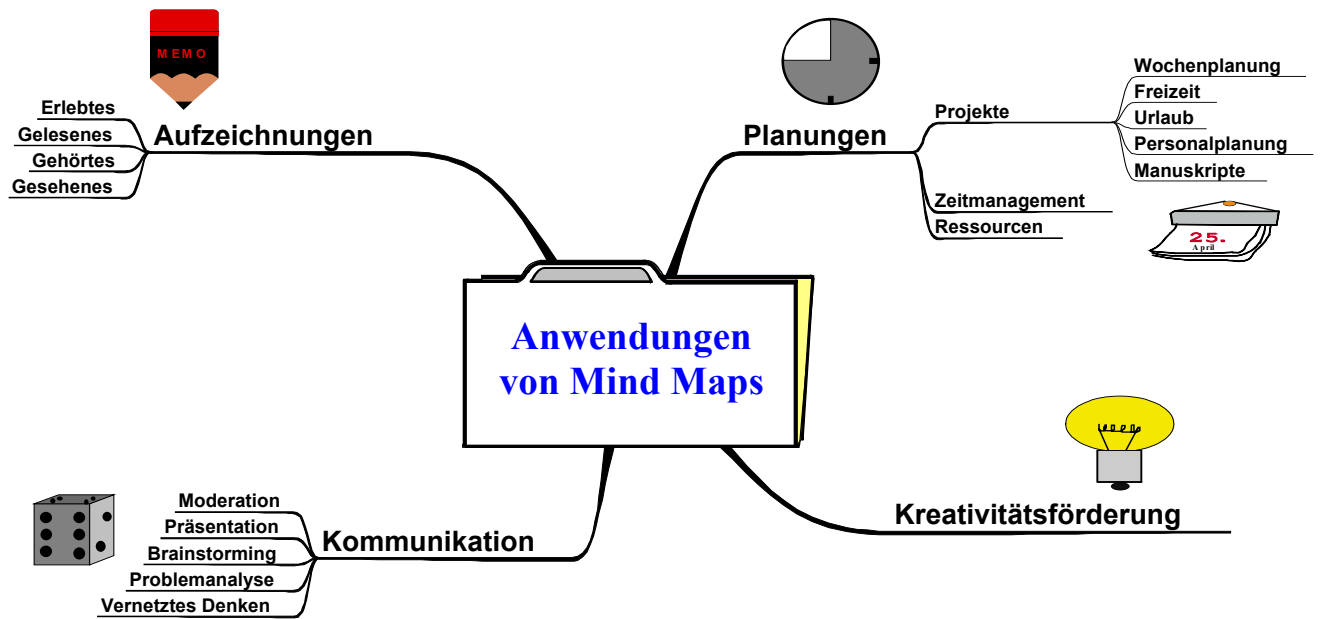 MEMO
Erlebtes
Gelesenes
Gehörtes
Gesehenes
Aufzeichnungen
Planungen
Projekte
Wochenplanung
Freizeit
Urlaub
Personalplanung
Manuskripte
Zeitmanagement
Ressourcen
25.
April
Anwendungen
von Mind Maps
Moderation
Präsentation
Brainstorming
Problemanalyse
Vernetztes Denken
Kommunikation
Kreativitätsförderung